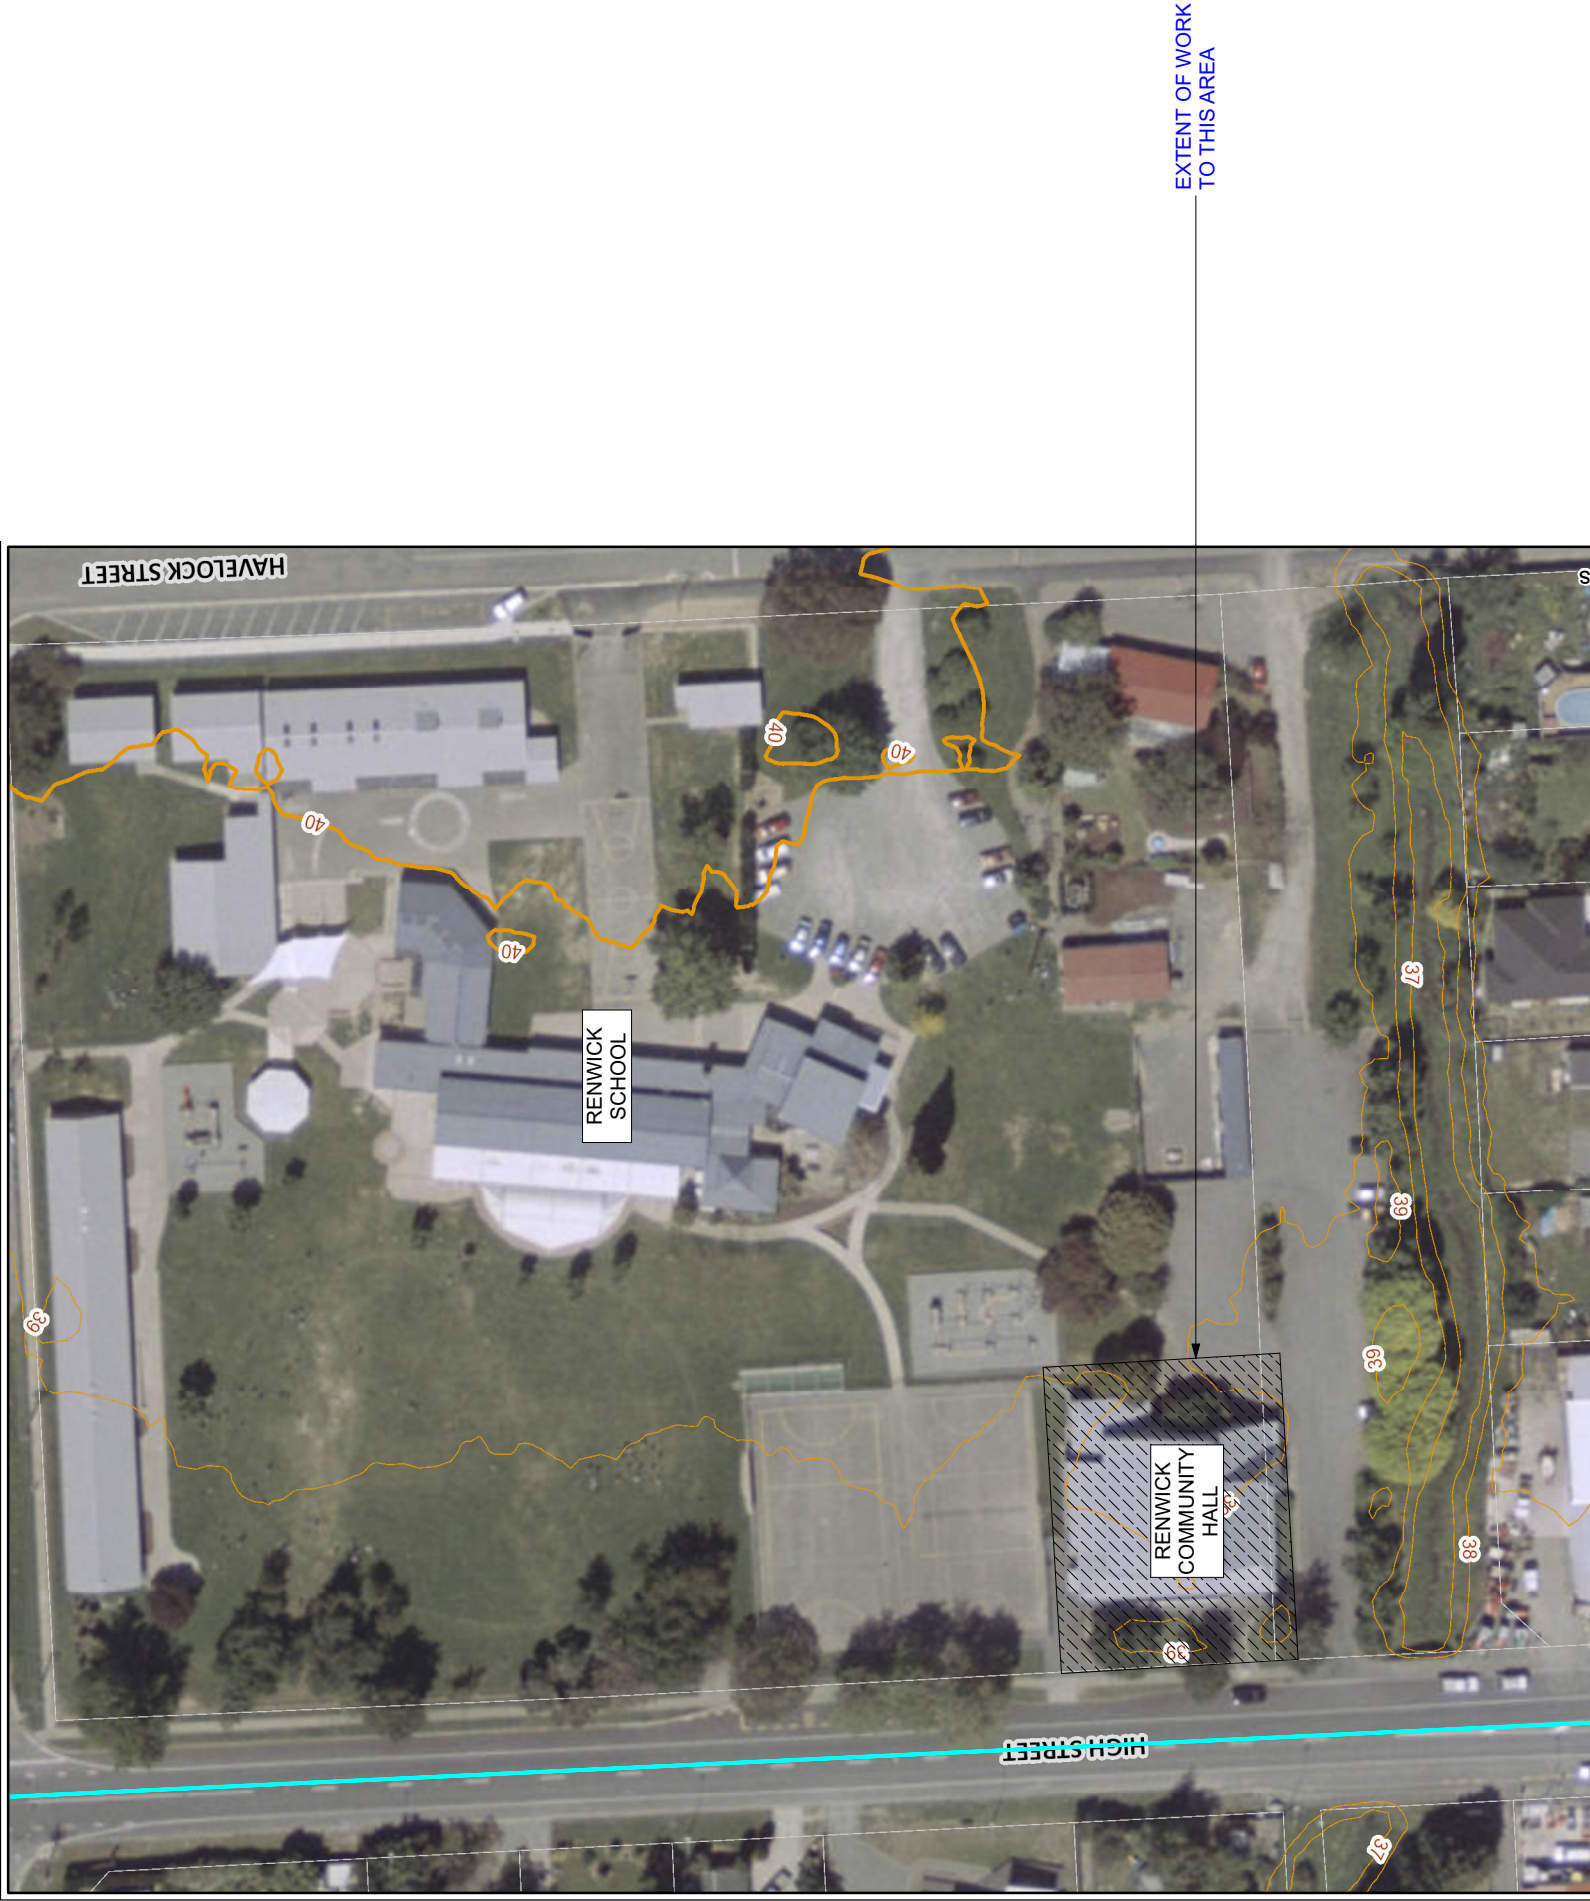 EXTENT OF WORK
TO THIS AREA
HAVELOCK STREET
S
40
40
40
40
37
RENWICK
SCHOOL
39
39
39
RENWICK
COMMUNITY
HALL
38
39
HIGH STREET
37